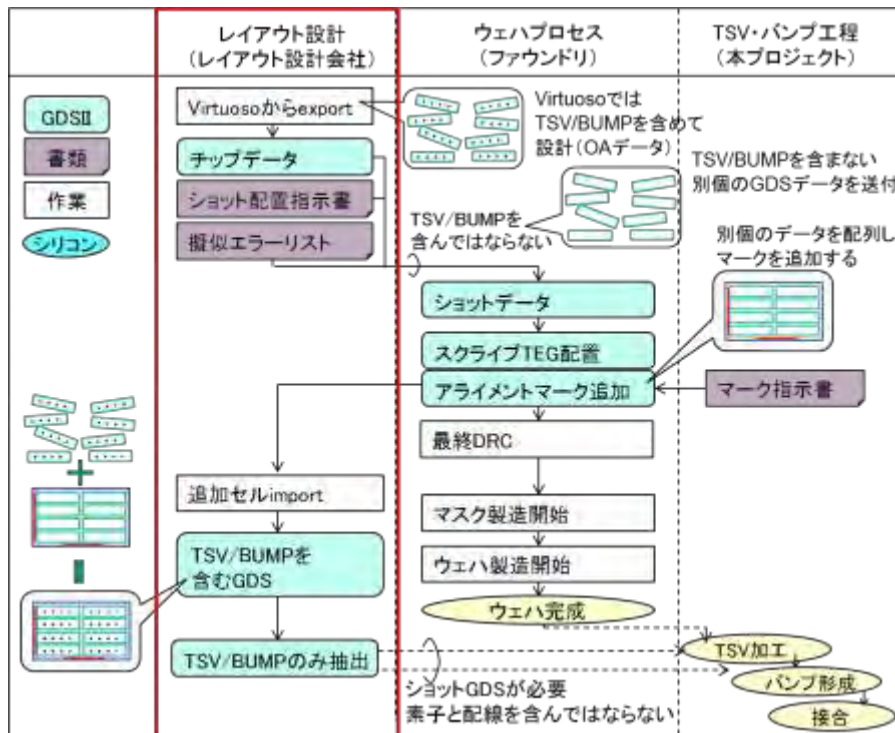 レイアウト設計
(レイアウト設計会社)
ウェハプロセス
(ファウンドリ)
TSV・バンプ工程
(本プロジェクト)
GDSⅡ
書類
作業
シリコン
Virtuosoからexport
チップデータ
ショット配置指示書
擬似エラーリスト
Virtuosoでは
TSV/BUMPを含めて
設計(OAデータ)
TSV/BUMPを含まない
別個のGDSデータを送付
TSV/BUMPを
含んではならない
別個のデータを配列し
マークを追加する
ショットデータ
スクライブTEG配置
アライメントマーク追加
マーク指示書
最終DRC
追加セルimport
マスク製造開始
TSV/BUMPを
含むGDS
ウェハ製造開始
ウェハ完成
TSV/BUMPのみ抽出
ショットGDSが必要
素子と配線を含んではならない
TSV加工
バンプ形成
接合